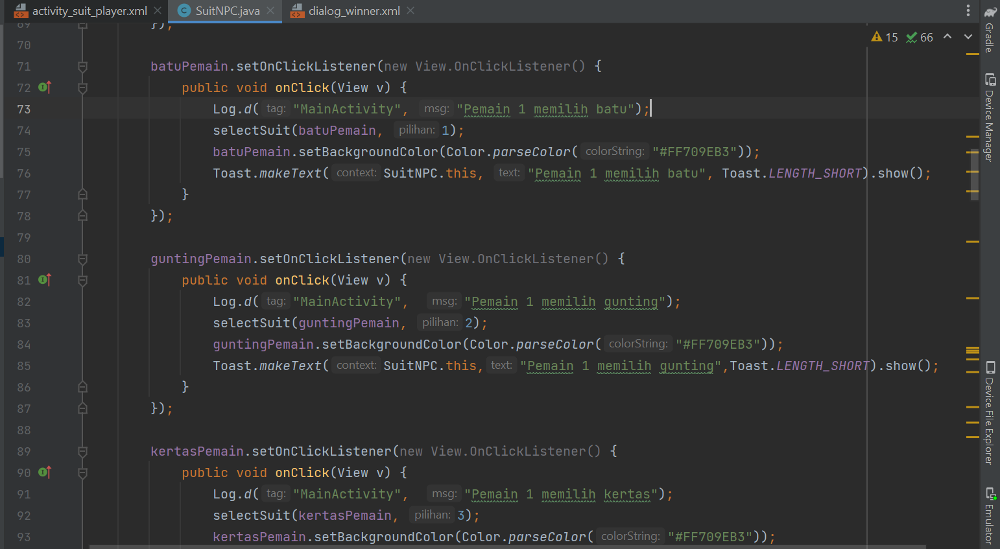 activity_suit_player.xml SuitNPC.java dialog_winner.xml
15 66
69 });
70
71 batuPemain.setOnClickListener(new View.OnClickListener() {
72 public void onClick(View v) {
73 Log.d( tag: "MainActivity", msg: "Pemain 1 memilih batu");
74 selectSuit(batuPemain, pilihan: 1);
75 batuPemain.setBackgroundColor(Color.parseColor( colorString: "#FF709EB3"));
76 Toast.makeText( context: SuitNPC.this, text: "Pemain 1 memilih batu", Toast.LENGTH_SHORT).show();
77 }
78 });
79
80 guntingPemain.setOnClickListener(new View.OnClickListener() {
81 public void onClick(View v) {
82 Log.d( tag: "MainActivity", msg: "Pemain 1 memilih gunting");
83 selectSuit(guntingPemain, pilihan: 2);
84 guntingPemain.setBackgroundColor(Color.parseColor( colorString: "#FF709EB3"));
85 Toast.makeText( context: SuitNPC.this, text: "Pemain 1 memilih gunting",Toast.LENGTH_SHORT).show();
86 }
87 });
88
89 kertasPemain.setOnClickListener(new View.OnClickListener() {
90 public void onClick(View v) {
91 Log.d( tag: "MainActivity", msg: "Pemain 1 memilih kertas");
92 selectSuit(kertasPemain, pilihan: 3);
93 kertasPemain.setBackgroundColor(Color.parseColor( colorString: "#FF709EB3"));
Gradle
Device Manager
Device File Explorer
Emulator